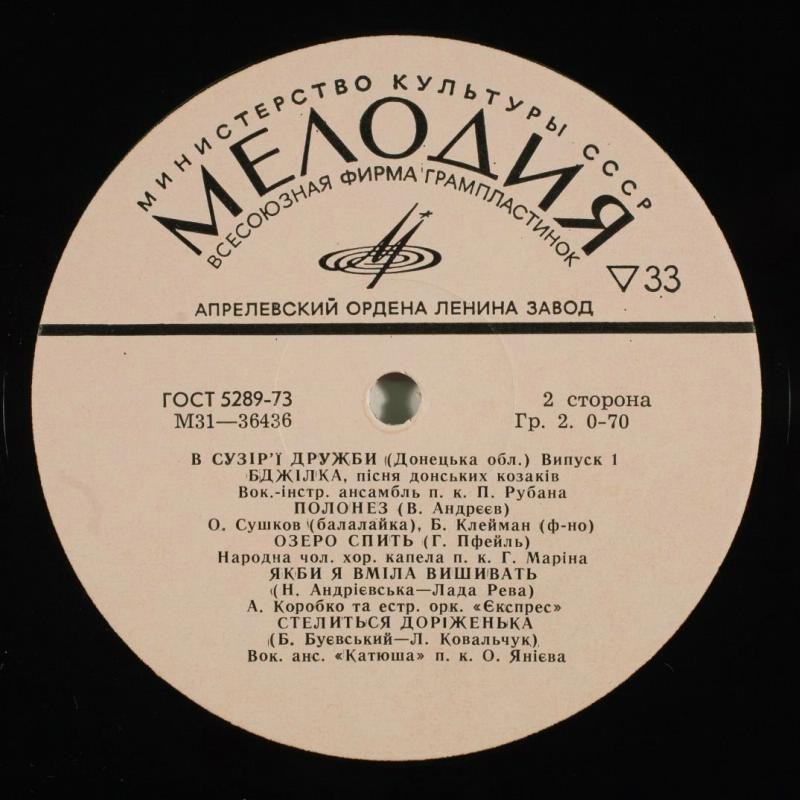 МИНИСТЕРСТВО КУЛЬТУРЫ СССР
МЕЛОДИЯ
ВСЕСОЮЗНАЯ ФИРМА ГРАМПЛАСТИНОК
▽33
АПРЕЛЕВСКИЙ ОРДЕНА ЛЕНИНА ЗАВОД
ГОСТ 5289-73
2 сторона
М31—36436
Гр. 2. 0-70
В СУЗІР'Ї ДРУЖБИ (Донецька обл.) Випуск 1
БДЖІЛКА, пісня донських козаків
Вок.-інстр. ансамбль п. к. П. Рубана
ПОЛОНЕЗ (В. Андрєєв)
О. Сушков (балалайка), Б. Клейман (ф-но)
ОЗЕРО СПИТЬ (Г. Пфейль)
Народна чол. хор. капела п. к. Г. Маріна
ЯКБИ Я ВМІЛА ВИШИВАТЬ
(Н. Андрієвська—Лада Рева)
А. Коробко та естр. орк. «Експрес»
СТЕЛИТЬСЯ ДОРІЖЕНЬКА
(Б. Буєвський—Л. Ковальчук)
Вок. анс. «Катюша» п. к. О. Янієва